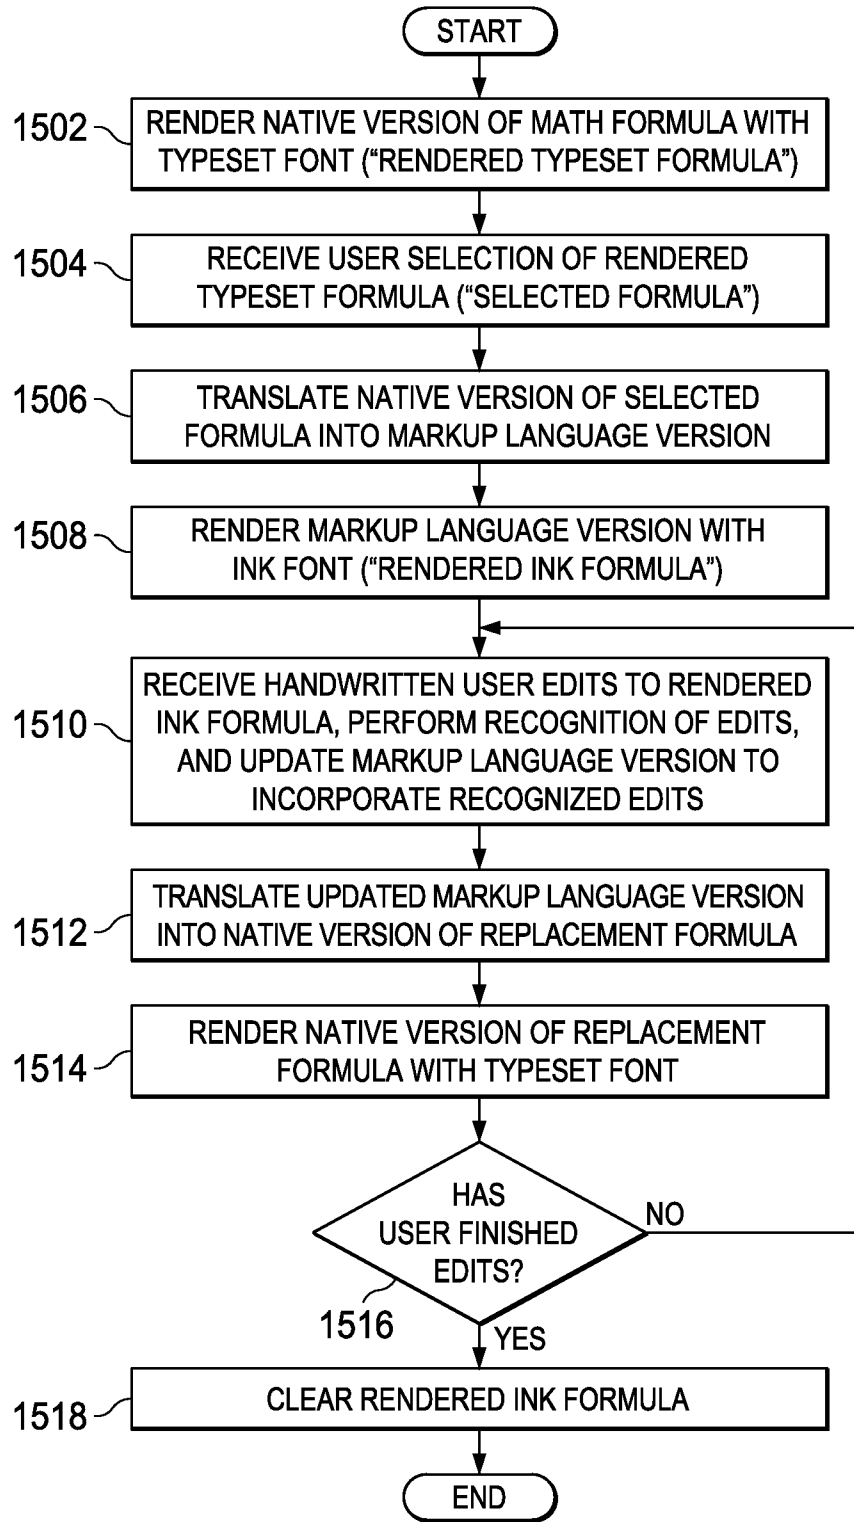 START
1502
RENDER NATIVE VERSION OF MATH FORMULA WITH
TYPESET FONT (“RENDERED TYPESET FORMULA”)
1504
RECEIVE USER SELECTION OF RENDERED
TYPESET FORMULA (“SELECTED FORMULA”)
1506
TRANSLATE NATIVE VERSION OF SELECTED
FORMULA INTO MARKUP LANGUAGE VERSION
1508
RENDER MARKUP LANGUAGE VERSION WITH
INK FONT (“RENDERED INK FORMULA”)
1510
RECEIVE HANDWRITTEN USER EDITS TO RENDERED
INK FORMULA, PERFORM RECOGNITION OF EDITS,
AND UPDATE MARKUP LANGUAGE VERSION TO
INCORPORATE RECOGNIZED EDITS
1512
TRANSLATE UPDATED MARKUP LANGUAGE VERSION
INTO NATIVE VERSION OF REPLACEMENT FORMULA
1514
RENDER NATIVE VERSION OF REPLACEMENT
FORMULA WITH TYPESET FONT
HAS
USER FINISHED
EDITS?
NO
1516
YES
1518
CLEAR RENDERED INK FORMULA
END